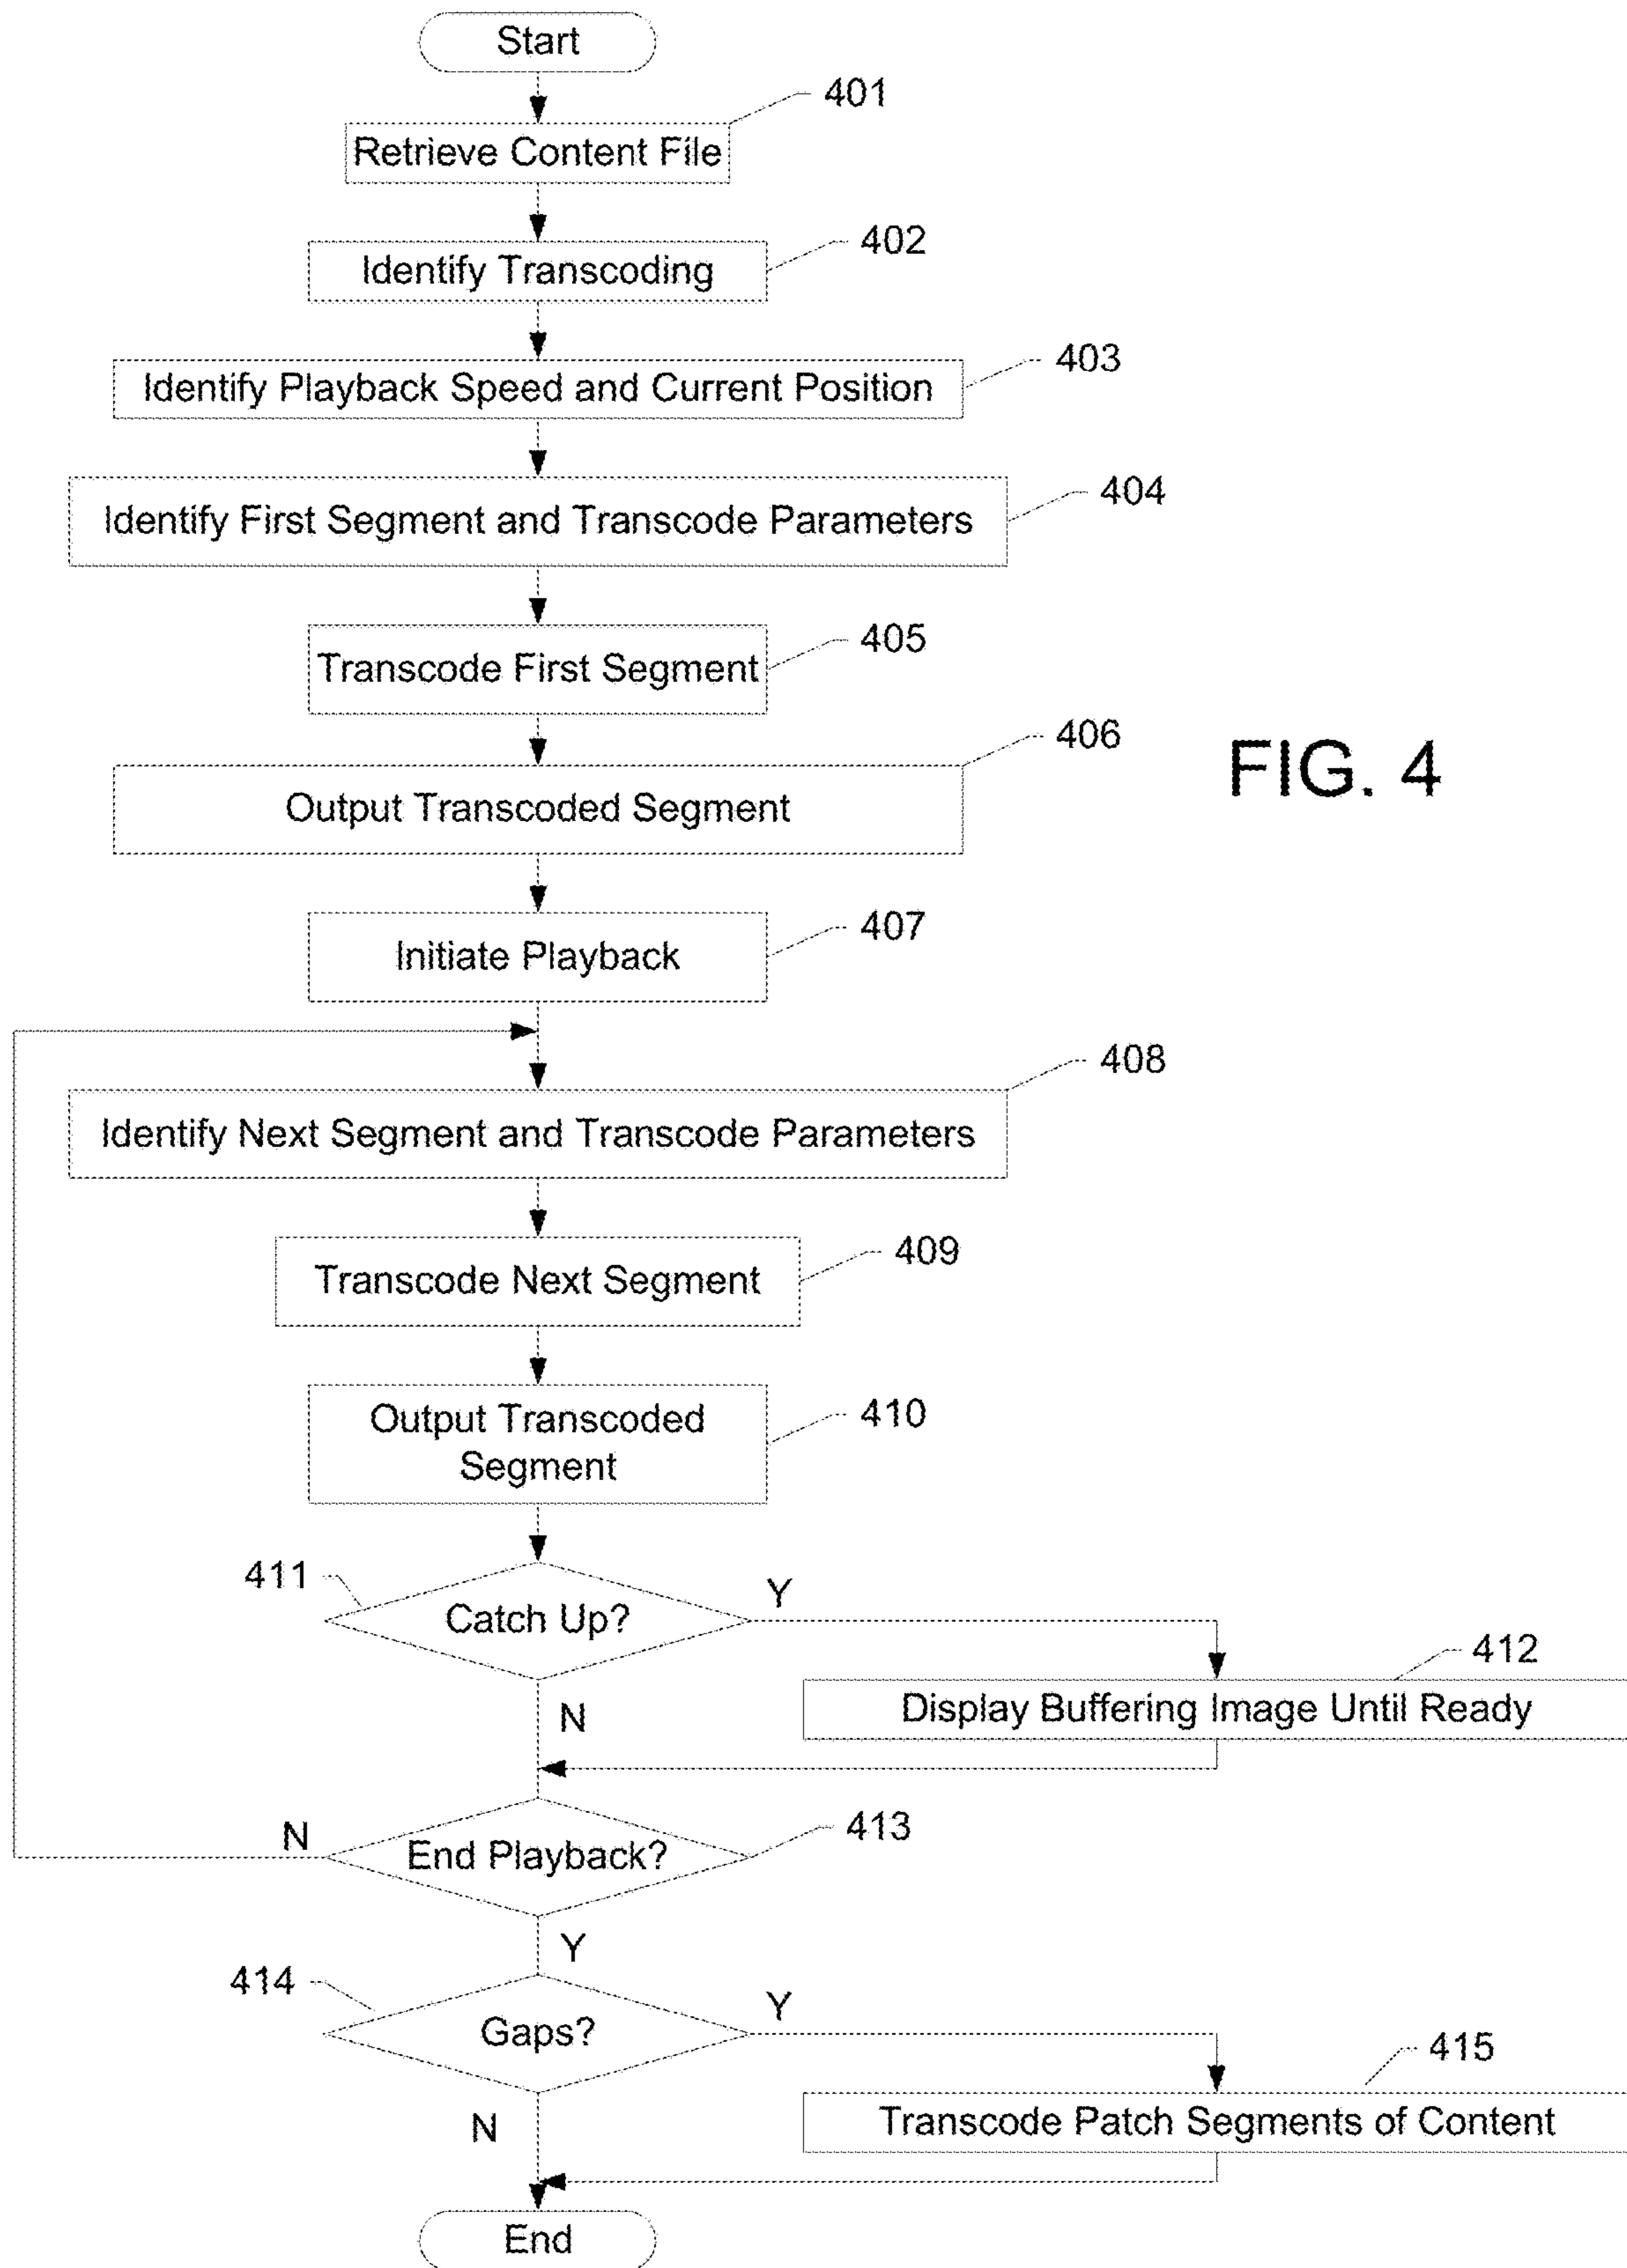 Start
401
Retrieve Content File
402
Identify Transcoding
403
Identify Playback Speed and Current Position
404
Identify First Segment and Transcode Parameters
405
Transcode First Segment
406
Output Transcoded Segment
FIG. 4
407
Initiate Playback
408
Identify Next Segment and Transcode Parameters
409
Transcode Next Segment
410
Output Transcoded
Segment
411
Catch Up?
Y
412
Display Buffering Image Until Ready
N
413
End Playback?
N
Y
414
Gaps?
Y
415
Transcode Patch Segments of Content
N
End